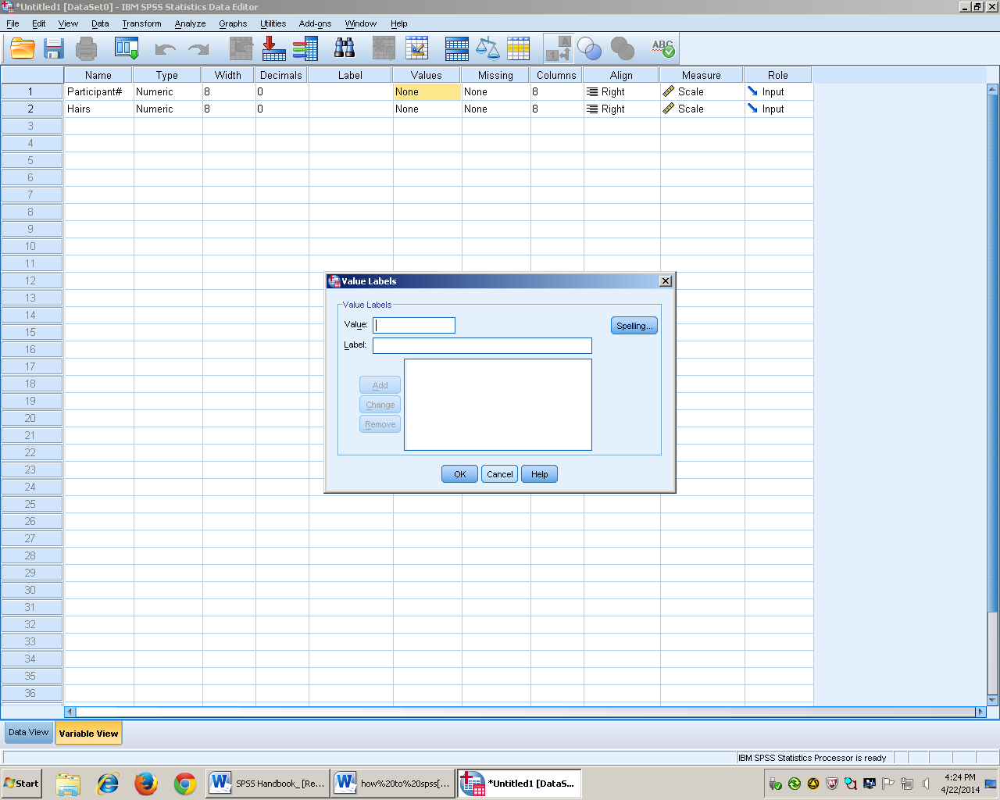 *Untitled1 [DataSet0] - IBM SPSS Statistics Data Editor
File Edit View Data Transform Analyze Graphs Utilities Add-ons Window Help
A
1
ABC
Name Type Width Decimals Label Values Missing Columns Align Measure Role
1 Participant# Numeric 8 0 None None 8 Right Scale Input
2 Hairs Numeric 8 0 None None 8 Right Scale Input
3
4
5
6
7
8
9
10
11
12
13
14
15
16
17
18
19
20
21
22
23
24
25
26
27
28
29
30
31
32
33
34
35
36
Value Labels
Value Labels
Value:
Spelling...
Label:
Add
Change
Remove
OK Cancel Help
Data View Variable View
IBM SPSS Statistics Processor is ready
Start
SPSS Handbook_ [Re...
how%20to%20spss[...
*Untitled1 [DataS...
4:24 PM
4/22/2014